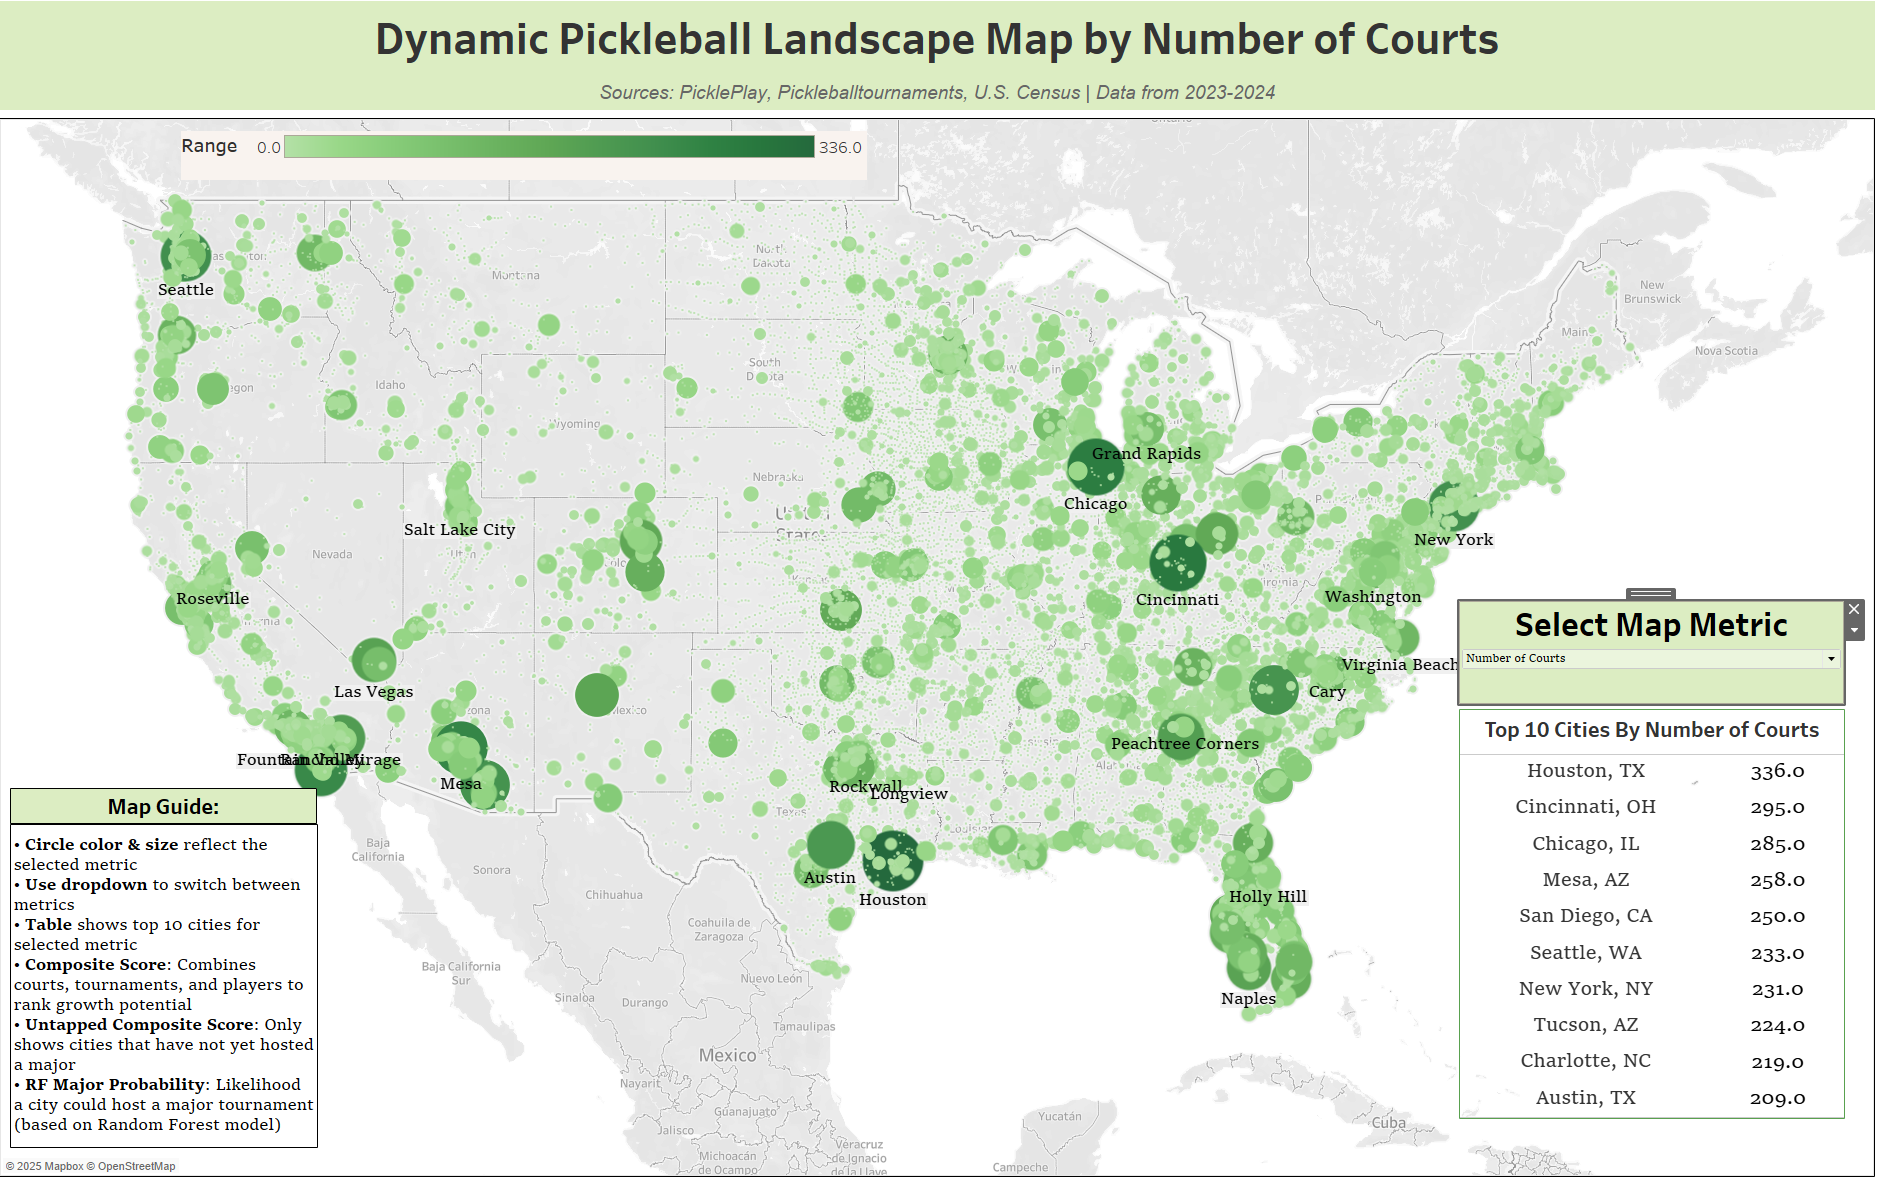 Dynamic Pickleball Landscape Map by Number of Courts
Sources: PicklePlay, Pickleballtournaments, U.S. Census | Data from 2023-2024
Range 0.0 336.0
Seattle
Montana
North Dakota
South
Idaho
Wyoming
Nebraska
Nevada
New Brunswick
Nova Scotia
Grand Rapids
Chicago
Salt Lake City
New York
Roseville
Cincinnati
Washington
Las Vegas
Virginia Beach
Cary
Fountain Valley
Rancho Mirage
Mesa
Peachtree Corners
Rockwall
Longview
Texas
Austin
Houston
Holly Hill
Naples
Baja California
Sonora
Chihuahua
Coahuila de Zaragoza
Baja California Sur
Nuevo León
Sinaloa
Durango
Tamaulipas
Mexico
Nayarit
Guanajuato
Jalisco
Michoacán de Ocampo
Veracruz de Ignacio de la Llave
Yucatán
Campeche
Cuba
Select Map Metric
Number of Courts
Top 10 Cities By Number of Courts
Houston, TX 336.0
Cincinnati, OH 295.0
Chicago, IL 285.0
Mesa, AZ 258.0
San Diego, CA 250.0
Seattle, WA 233.0
New York, NY 231.0
Tucson, AZ 224.0
Charlotte, NC 219.0
Austin, TX 209.0
Map Guide:
• Circle color & size reflect the
selected metric
• Use dropdown to switch between
metrics
• Table shows top 10 cities for
selected metric
• Composite Score: Combines
courts, tournaments, and players to
rank growth potential
• Untapped Composite Score: Only
shows cities that have not yet hosted
a major
• RF Major Probability: Likelihood
a city could host a major tournament
(based on Random Forest model)
© 2025 Mapbox © OpenStreetMap